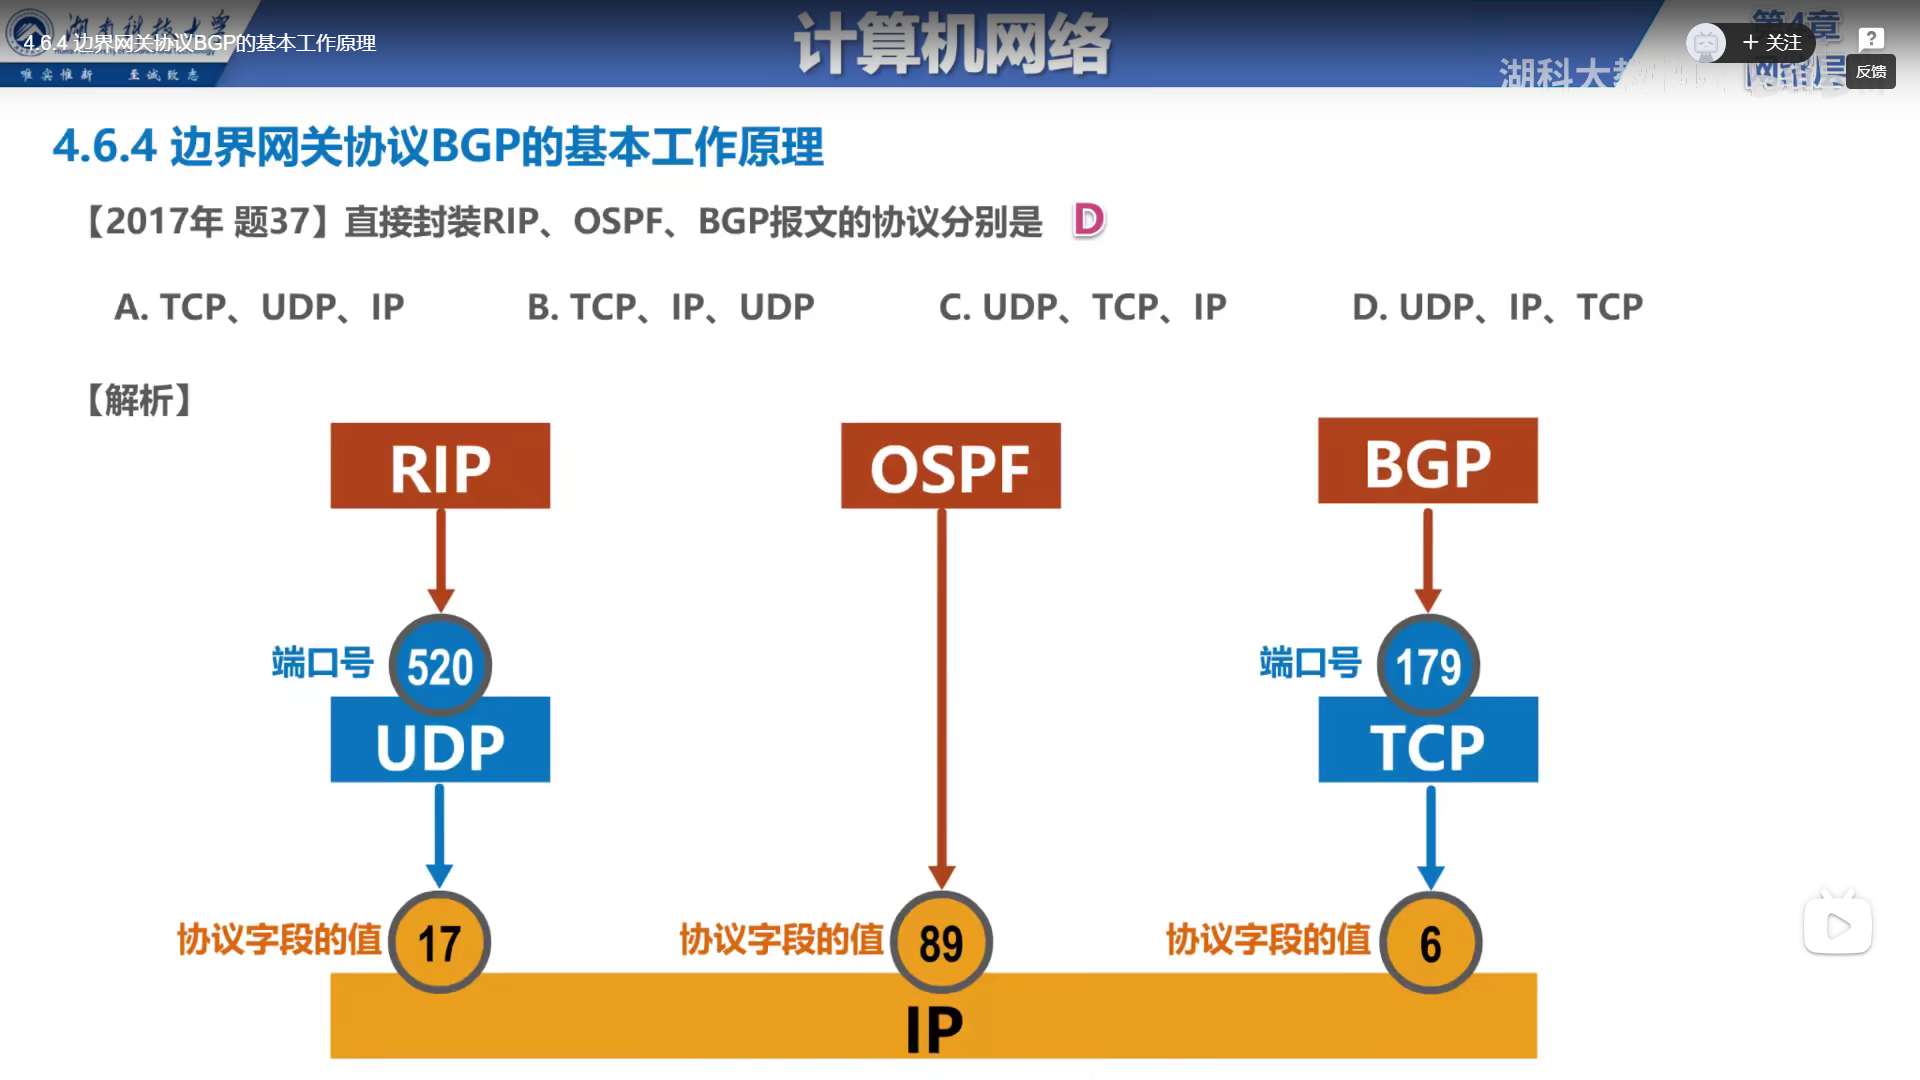 湖南科技大学
唯实惟新 至诚致志
4.6.4 边界网关协议BGP的基本工作原理
计算机网络
第4章
网络层
湖科大教
+ 关注
反馈
4.6.4 边界网关协议BGP的基本工作原理
【2017年 题37】直接封装RIP、OSPF、BGP报文的协议分别是 D
A. TCP、UDP、IP B. TCP、IP、UDP C. UDP、TCP、IP D. UDP、IP、TCP
【解析】
RIP OSPF BGP
端口号 520 端口号 179
UDP TCP
协议字段的值 17 协议字段的值 89 协议字段的值 6
IP